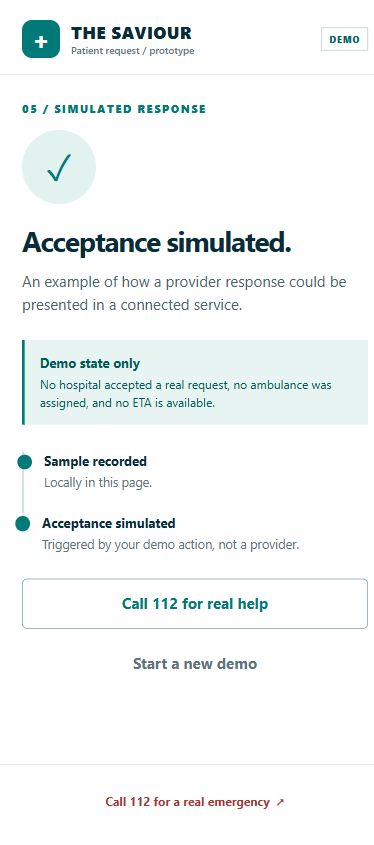 THE SAVIOUR
Patient request / prototype
DEMO
05 / SIMULATED RESPONSE
Acceptance simulated.
An example of how a provider response could be
presented in a connected service.
Demo state only
No hospital accepted a real request, no ambulance was
assigned, and no ETA is available.
Sample recorded
Locally in this page.
Acceptance simulated
Triggered by your demo action, not a provider.
Call 112 for real help
Start a new demo
Call 112 for a real emergency ↗